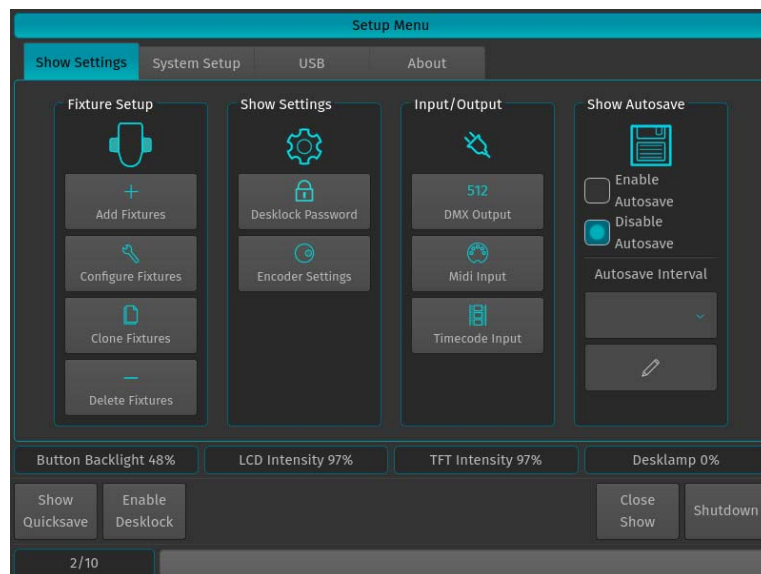 Setup Menu
Show Settings
System Setup
USB
About
Fixture Setup
Add Fixtures
Configure Fixtures
Clone Fixtures
Delete Fixtures
Show Settings
Desklock Password
Encoder Settings
Input/Output
512
DMX Output
Midi Input
Timecode Input
Show Autosave
Enable
Autosave
Disable
Autosave
Autosave Interval
Button Backlight 48%
LCD Intensity 97%
TFT Intensity 97%
Desklamp 0%
Show
Quicksave
Enable
Desklock
Close
Show
Shutdown
2/10